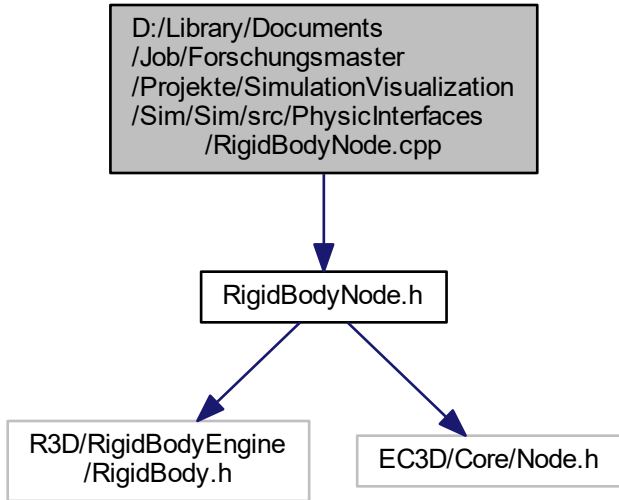 D:/Library/Documents
/Job/Forschungsmaster
/Projekte/SimulationVisualization
/Sim/Sim/src/PhysicInterfaces
/RigidBodyNode.cpp
RigidBodyNode.h
R3D/RigidBodyEngine
/RigidBody.h
EC3D/Core/Node.h